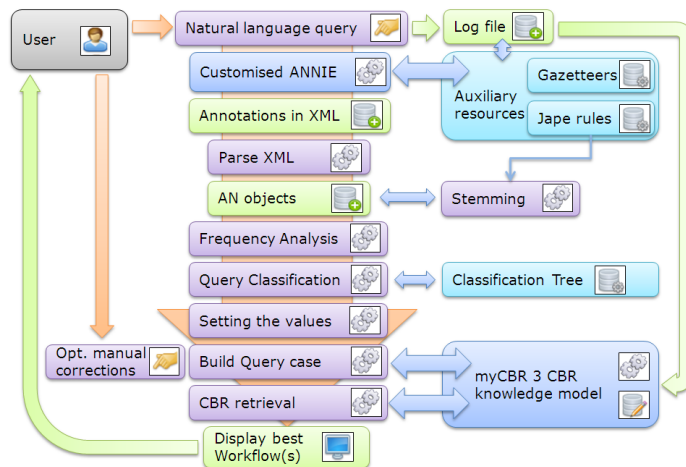 User
Natural language query
Log file
Customised ANNIE
Auxiliary
resources
Gazetteers
Jape rules
Annotations in XML
Parse XML
AN objects
Stemming
Frequency Analysis
Query Classification
Classification Tree
Setting the values
Opt. manual
corrections
Build Query case
myCBR 3 CBR
knowledge model
CBR retrieval
Display best
Workflow(s)